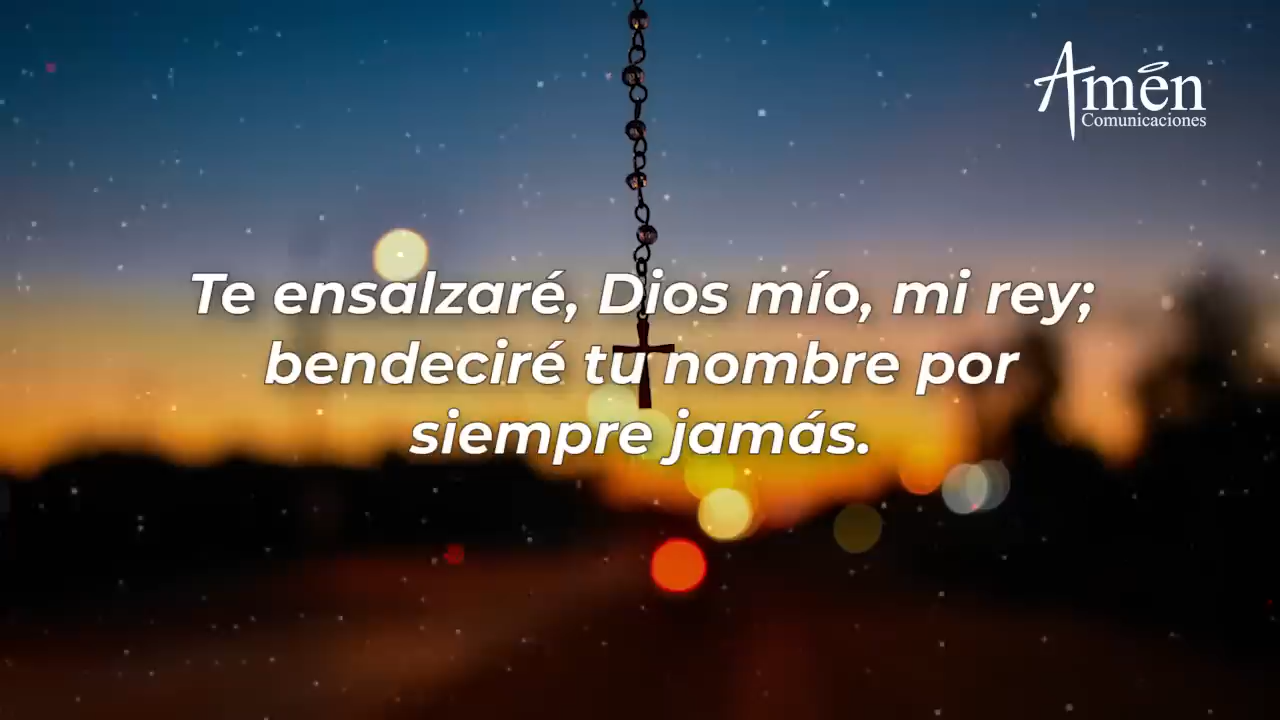 Amén
Comunicaciones
Te ensalzaré, Dios mío, mi rey;
bendeciré tu nombre por
siempre jamás.